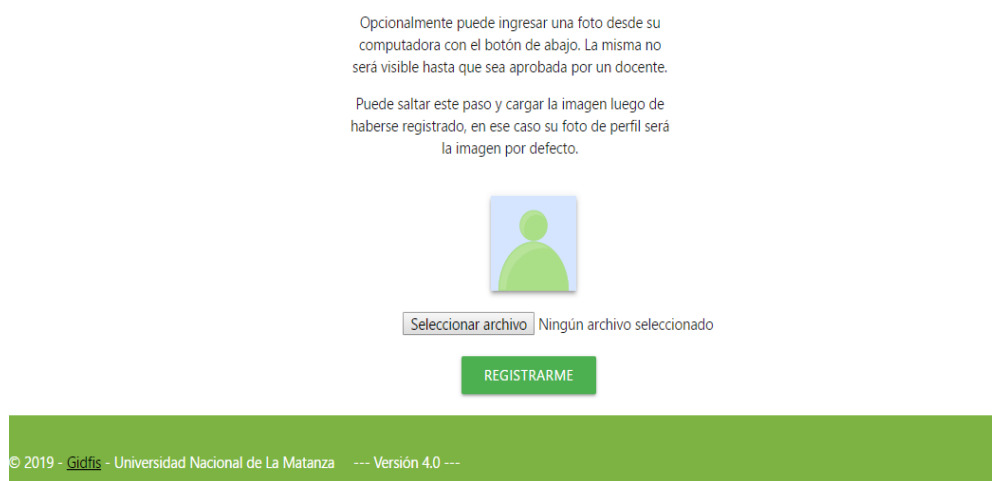 Opcionalmente puede ingresar una foto desde su
computadora con el botón de abajo. La misma no
será visible hasta que sea aprobada por un docente.
Puede saltar este paso y cargar la imagen luego de
haberse registrado, en ese caso su foto de perfil será
la imagen por defecto.
Seleccionar archivo Ningún archivo seleccionado
REGISTRARME
© 2019 - Gidfis - Universidad Nacional de La Matanza --- Versión 4.0 ---